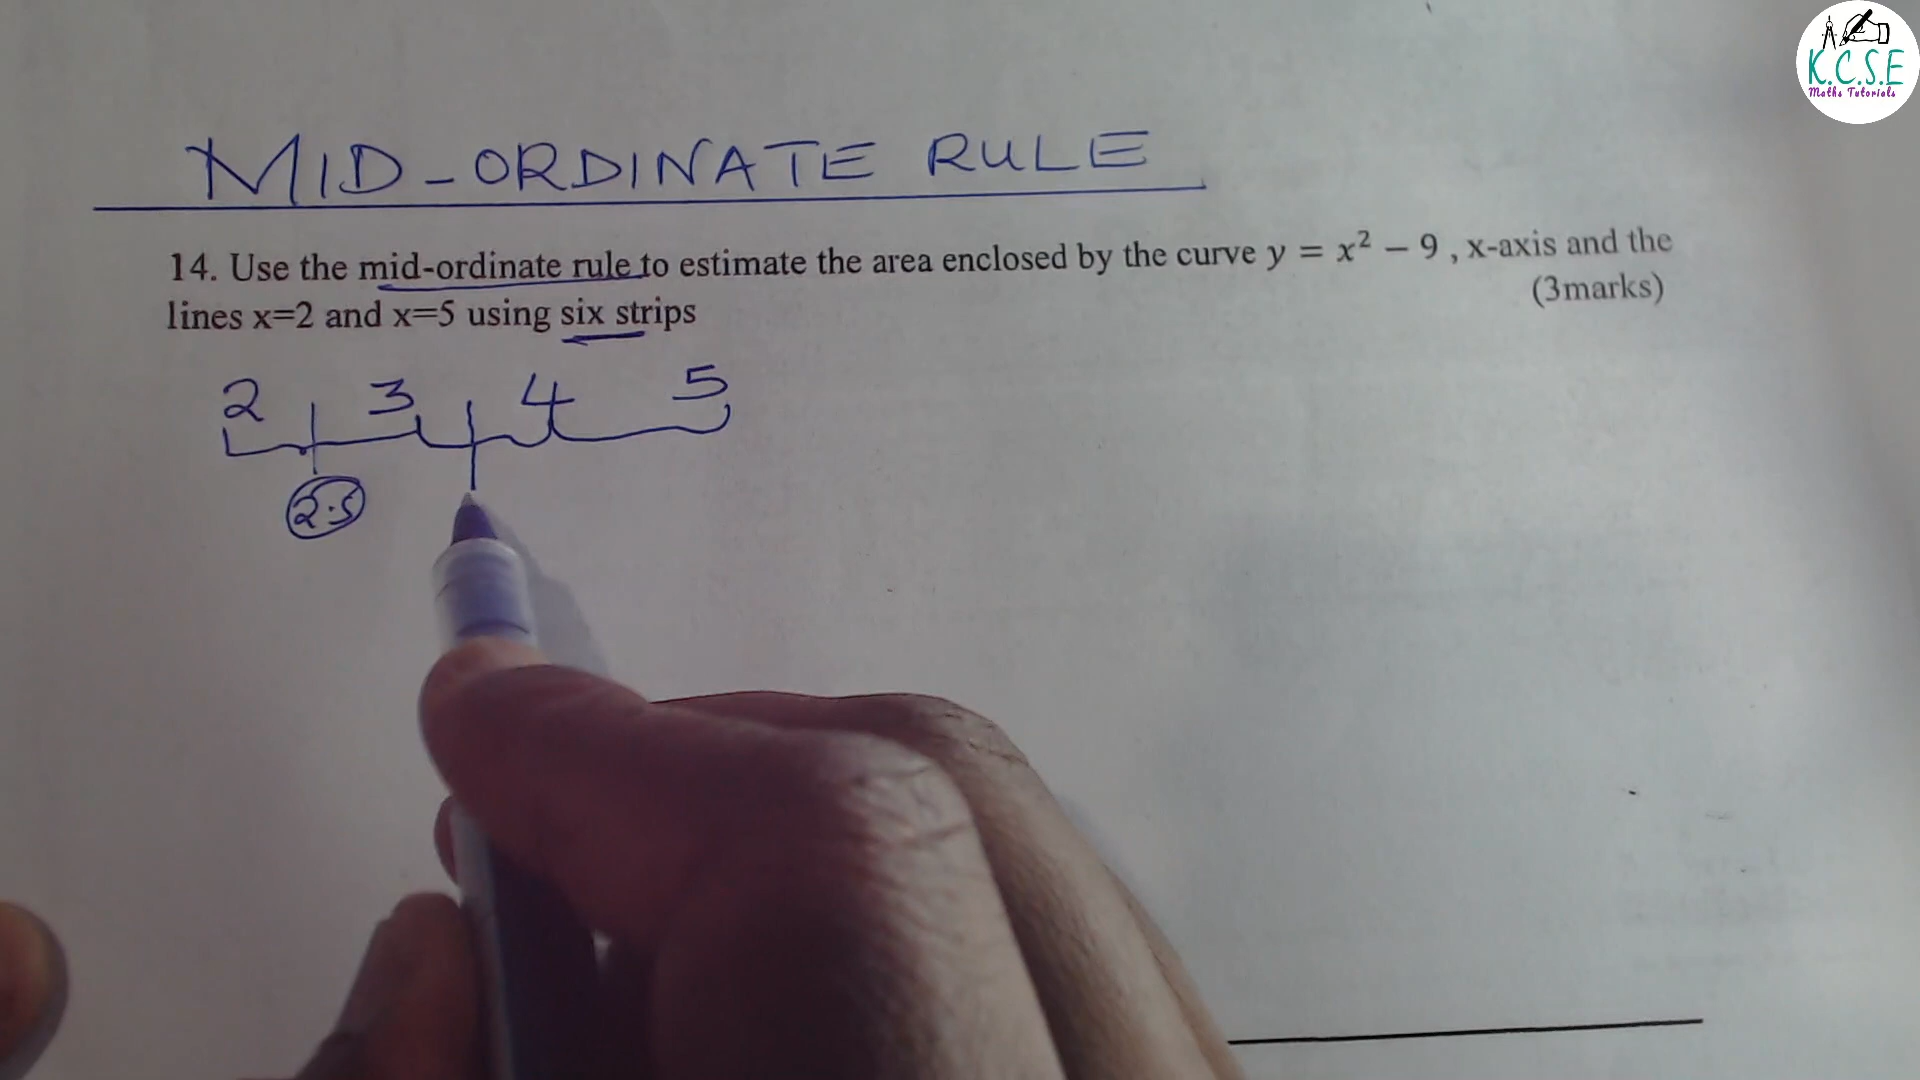 K.C.S.E
Maths Tutorials
MID-ORDINATE RULE
14. Use the mid-ordinate rule to estimate the area enclosed by the curve y = x² − 9 , x-axis and the
lines x=2 and x=5 using six strips (3marks)
2 3 4 5
2.5